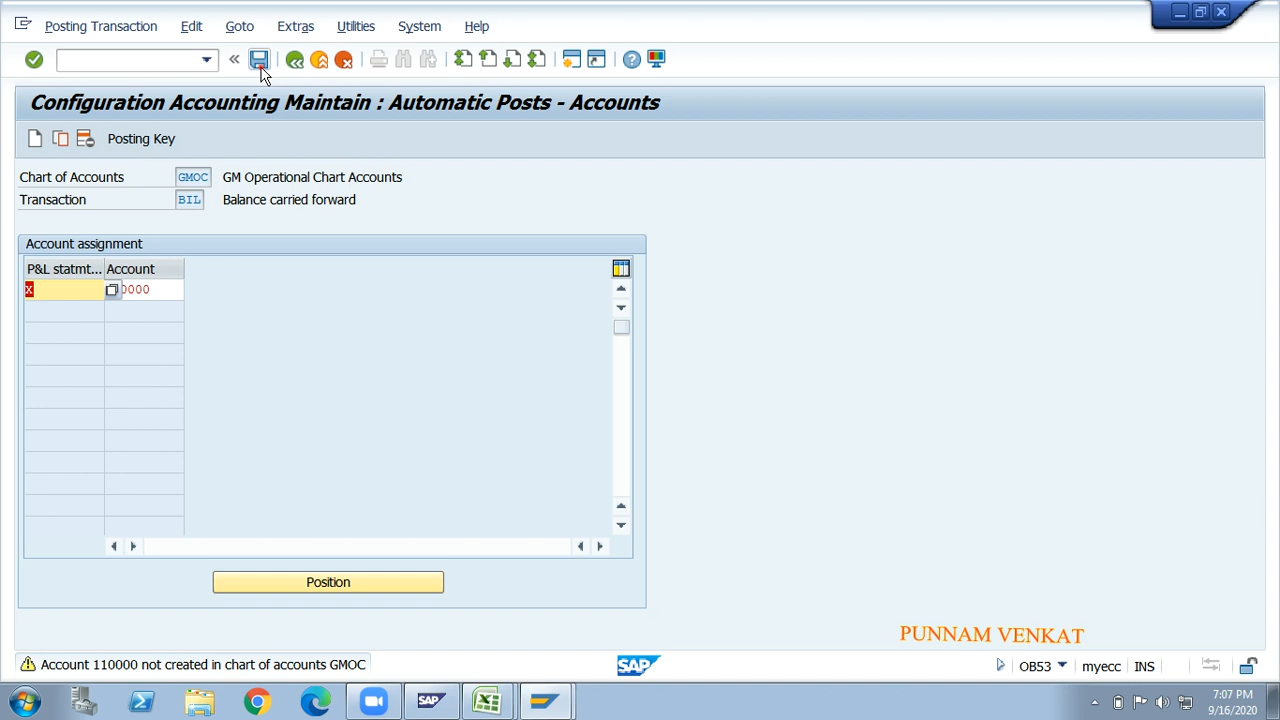 Posting Transaction Edit Goto Extras Utilities System Help
Configuration Accounting Maintain : Automatic Posts - Accounts
Posting Key
Chart of Accounts GMOC GM Operational Chart Accounts
Transaction BIL Balance carried forward
Account assignment
P&L statmt... Account
X 0000
Position
PUNNAM VENKAT
Account 110000 not created in chart of accounts GMOC
SAP OB53 myecc INS
SAP
7:07 PM
9/16/2020